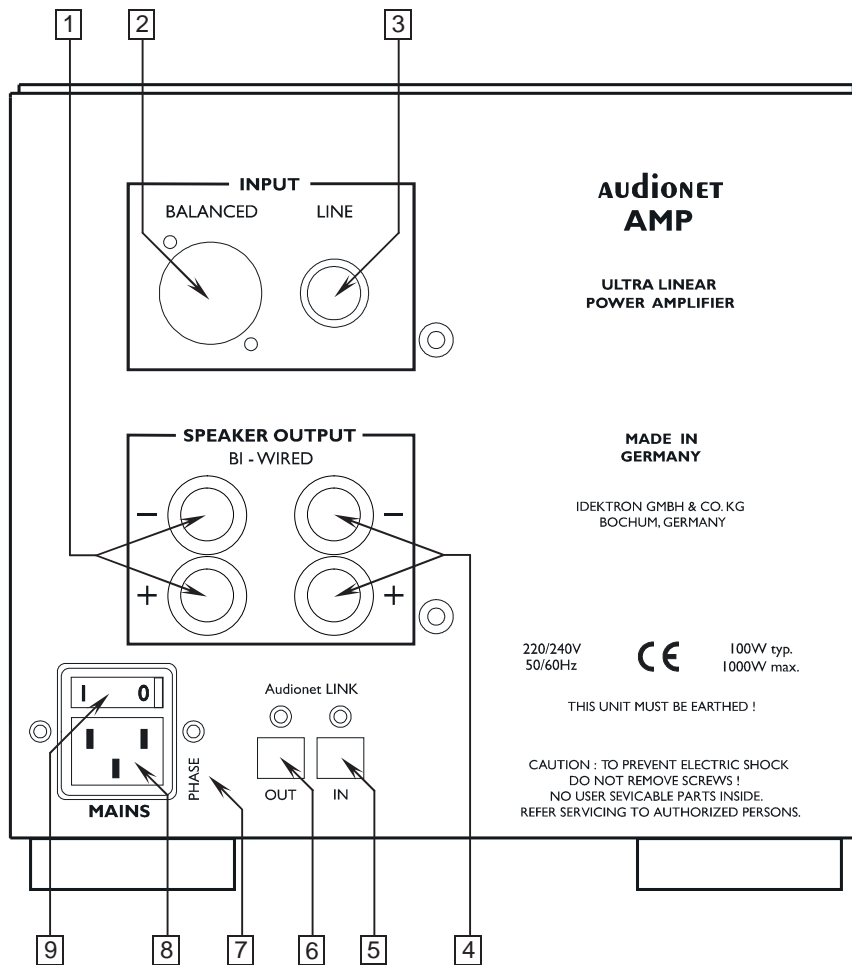 1
2
3
INPUT
BALANCED
LINE
AUDIONET
AMP
ULTRA LINEAR
POWER AMPLIFIER
SPEAKER OUTPUT
BI - WIRED
− −
+ +
MADE IN
GERMANY
IDEKTRON GMBH & CO. KG
BOCHUM, GERMANY
4
220/240V
50/60Hz
CE
100W typ.
1000W max.
THIS UNIT MUST BE EARTHED !
I 0
MAINS
PHASE
Audionet LINK
OUT
IN
CAUTION : TO PREVENT ELECTRIC SHOCK
DO NOT REMOVE SCREWS !
NO USER SEVICABLE PARTS INSIDE.
REFER SERVICING TO AUTHORIZED PERSONS.
9
8
7
6
5